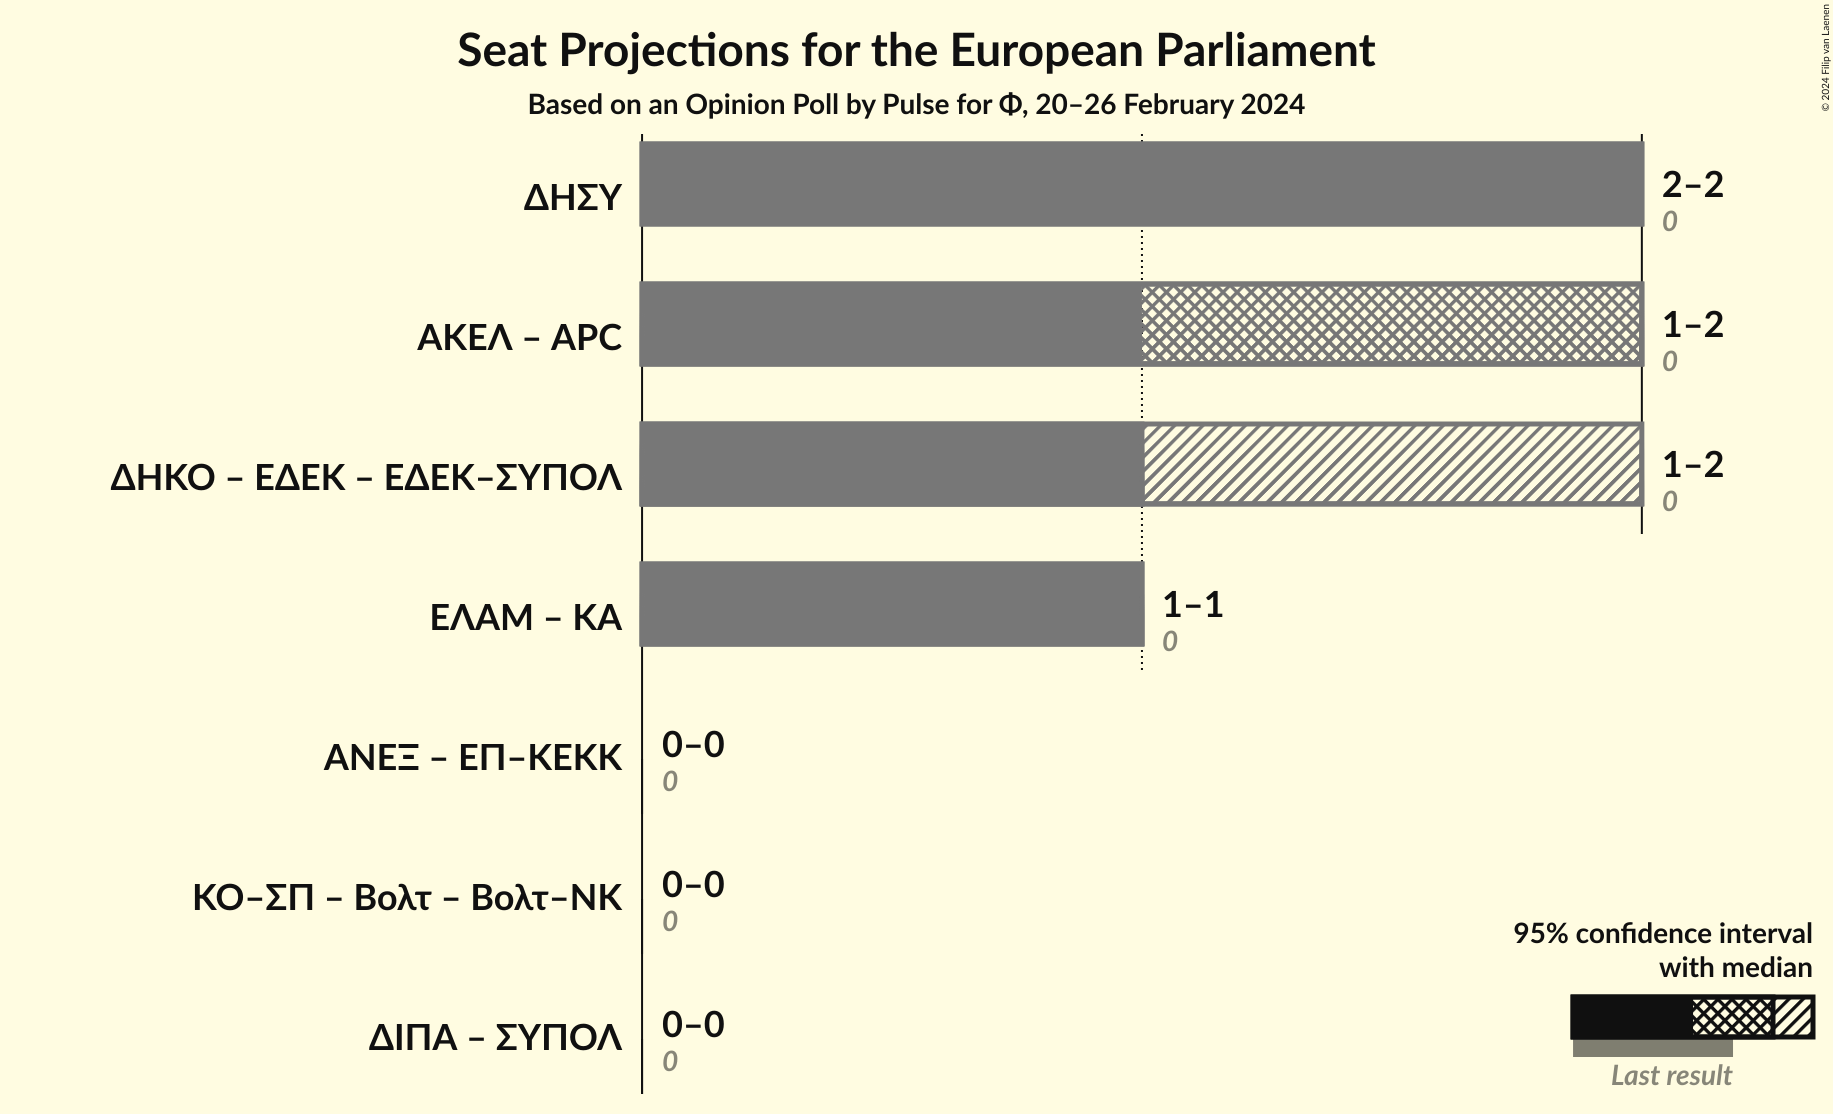 Seat Projections for the European Parliament
Based on an Opinion Poll by Pulse for Φ, 20–26 February 2024
© 2024 Filip van Laenen
ΔΗΣΥ
2–2
0
ΑΚΕΛ – APC
1–2
0
ΔΗΚΟ – ΕΔΕΚ – ΕΔΕΚ–ΣΥΠΟΛ
1–2
0
ΕΛΑΜ – ΚΑ
1–1
0
ΑΝΕΞ – ΕΠ–ΚΕΚΚ
0–0
0
ΚΟ–ΣΠ – Βολτ – Βολτ–ΝΚ
0–0
0
ΔΙΠΑ – ΣΥΠΟΛ
0–0
0
95% confidence interval
with median
Last result